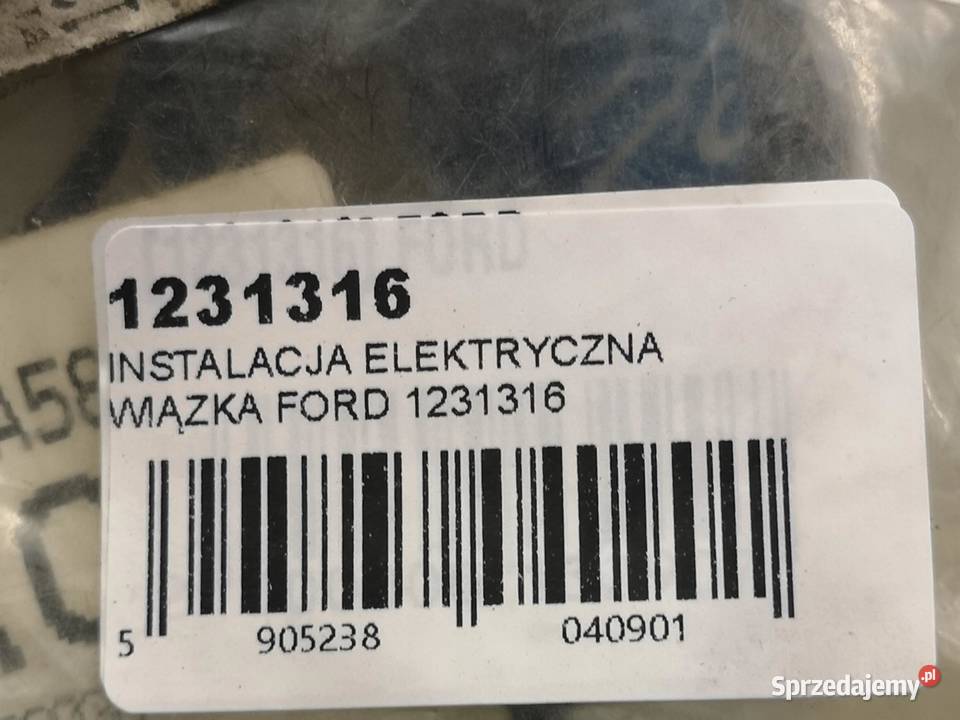 1231316
INSTALACJA ELEKTRYCZNA
WIĄZKA FORD 1231316
5 905238 040901
Sprzedajemy.pl